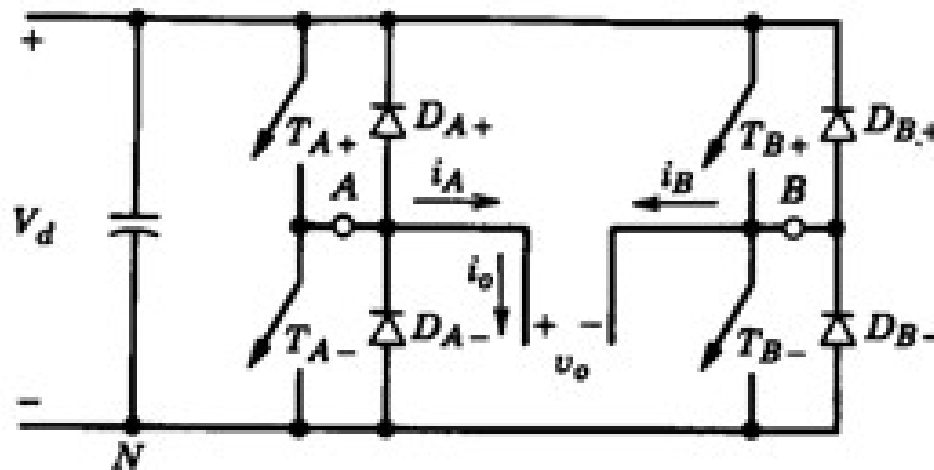 +
T_{A+} D_{A+} T_{B+} D_{B.+}
i_A i_B
A B
V_d
i_o
+ −
T_{A−} D_{A−} v_o T_{B−} D_{B−}
−
N